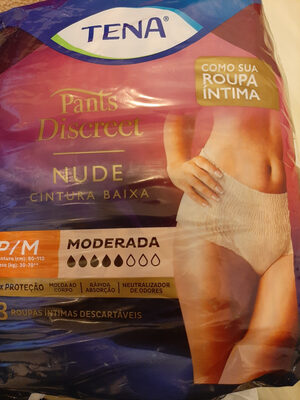 TENA
COMO SUA
ROUPA
ÍNTIMA
Pants
Discreet
NUDE
CINTURA BAIXA
P/M
MODERADA
PROTEÇÃO
MOLDA AO
CORPO
RÁPIDA
ABSORÇÃO
NEUTRALIZADOR
DE ODORES
ROUPAS ÍNTIMAS DESCARTÁVEIS